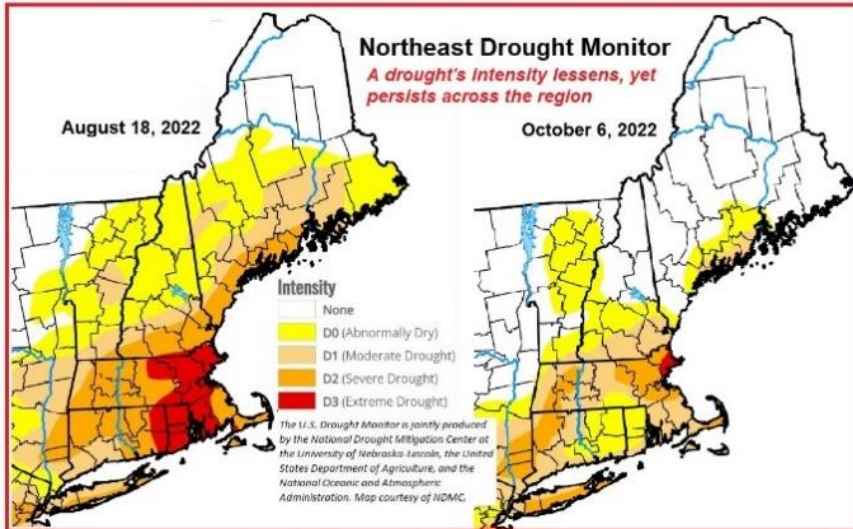 Northeast Drought Monitor
A drought's intensity lessens, yet
persists across the region
August 18, 2022
October 6, 2022
Intensity
None
D0 (Abnormally Dry)
D1 (Moderate Drought)
D2 (Severe Drought)
D3 (Extreme Drought)
The U.S. Drought Monitor is jointly
produced by the National Drought Mitigation Center at
the University of Nebraska-Lincoln, the United
States Department of Agriculture, and the
National Oceanic and Atmospheric
Administration. Map courtesy of NDMC,